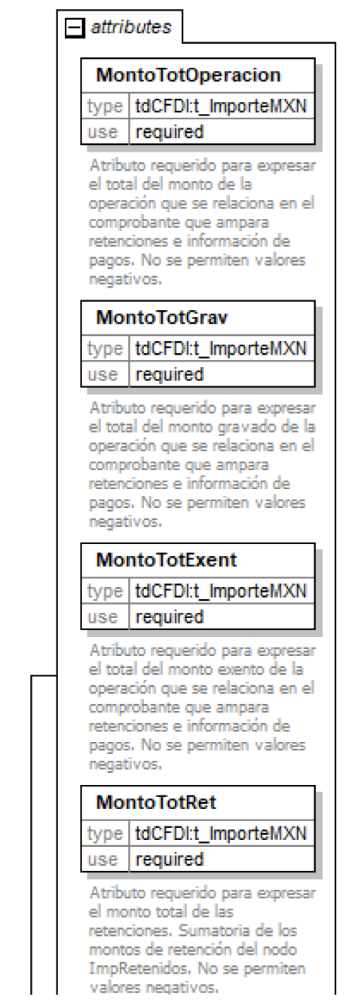 attributes
MontoTotOperacion
type tdCFDI:t_ImporteMXN
use required
Atributo requerido para expresar
el total del monto de la
operación que se relaciona en el
comprobante que ampara
retenciones e información de
pagos. No se permiten valores
negativos.
MontoTotGrav
type tdCFDI:t_ImporteMXN
use required
Atributo requerido para expresar
el total del monto gravado de la
operación que se relaciona en el
comprobante que ampara
retenciones e información de
pagos. No se permiten valores
negativos.
MontoTotExent
type tdCFDI:t_ImporteMXN
use required
Atributo requerido para expresar
el total del monto exento de la
operación que se relaciona en el
comprobante que ampara
retenciones e información de
pagos. No se permiten valores
negativos.
MontoTotRet
type tdCFDI:t_ImporteMXN
use required
Atributo requerido para expresar
el monto total de las
retenciones. Sumatoria de los
montos de retención del nodo
ImpRetenidos. No se permiten
valores negativos.